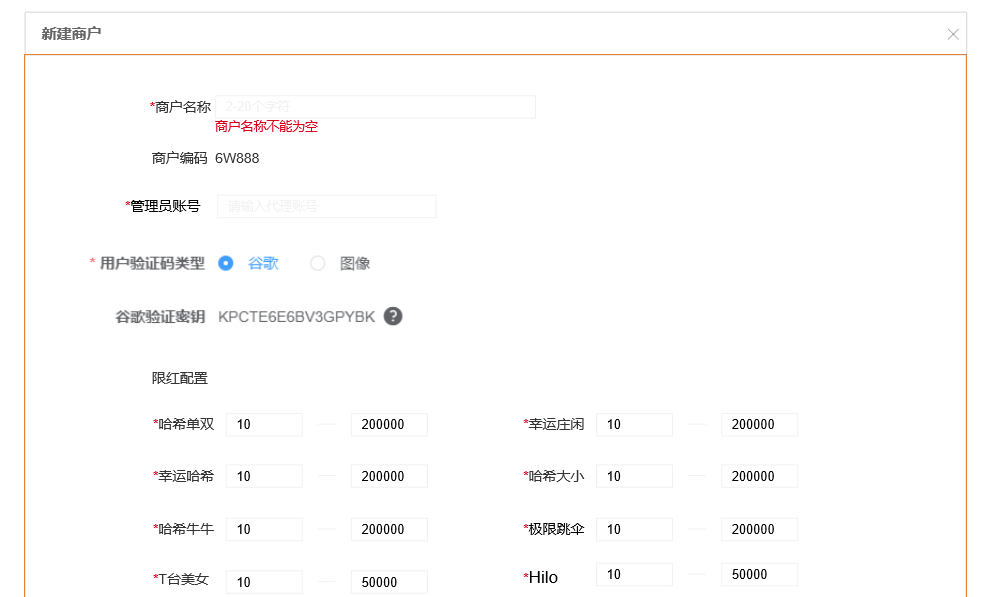 新建商户
*商户名称 2-20个字符
商户名称不能为空
商户编码 6W888
*管理员账号 请输入代理账号
* 用户验证码类型 谷歌 图像
谷歌验证密钥 KPCTE6E6BV3GPYBK ?
限红配置
*哈希单双 10 — 200000 *幸运庄闲 10 — 200000
*幸运哈希 10 — 200000 *哈希大小 10 — 200000
*哈希牛牛 10 — 200000 *极限跳伞 10 — 200000
*T台美女 10 — 50000 *Hilo 10 — 50000